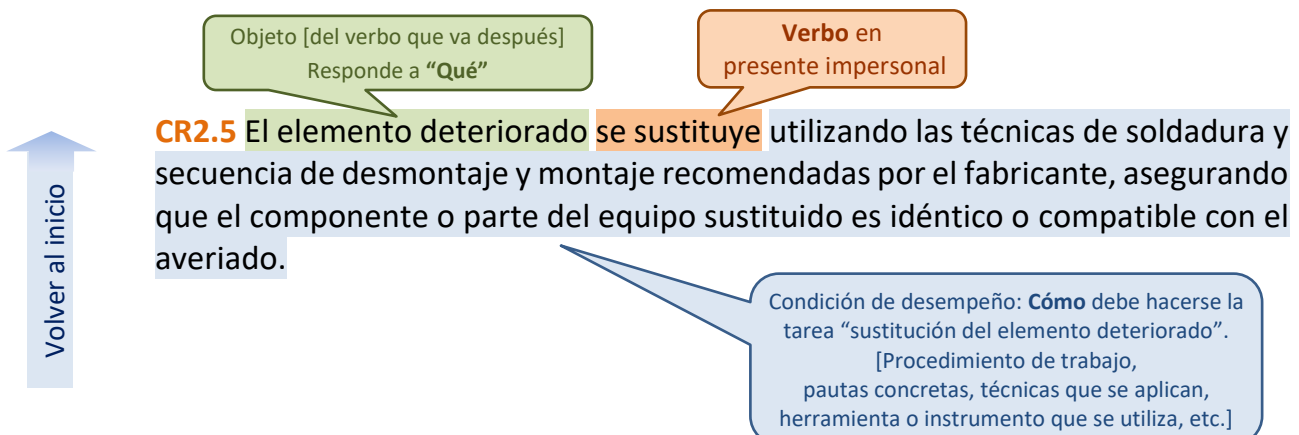 Objeto [del verbo que va después]
Responde a “Qué”
Verbo en
presente impersonal
CR2.5 El elemento deteriorado se sustituye utilizando las técnicas de soldadura y
secuencia de desmontaje y montaje recomendadas por el fabricante, asegurando
que el componente o parte del equipo sustituido es idéntico o compatible con el
averiado.
Volver al inicio
Condición de desempeño: Cómo debe hacerse la
tarea “sustitución del elemento deteriorado”.
[Procedimiento de trabajo,
pautas concretas, técnicas que se aplican,
herramienta o instrumento que se utiliza, etc.]